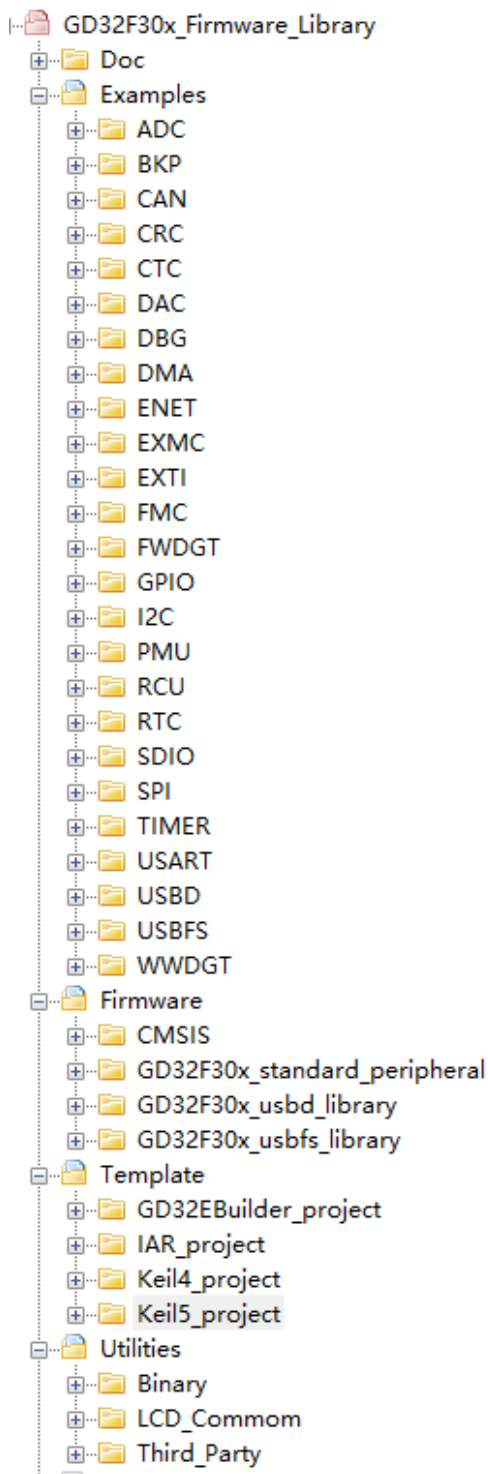 GD32F30x_Firmware_Library
Doc
Examples
ADC
BKP
CAN
CRC
CTC
DAC
DBG
DMA
ENET
EXMC
EXTI
FMC
FWDGT
GPIO
I2C
PMU
RCU
RTC
SDIO
SPI
TIMER
USART
USBD
USBFS
WWDGT
Firmware
CMSIS
GD32F30x_standard_peripheral
GD32F30x_usbd_library
GD32F30x_usbfs_library
Template
GD32EBuilder_project
IAR_project
Keil4_project
Keil5_project
Utilities
Binary
LCD_Commom
Third_Party